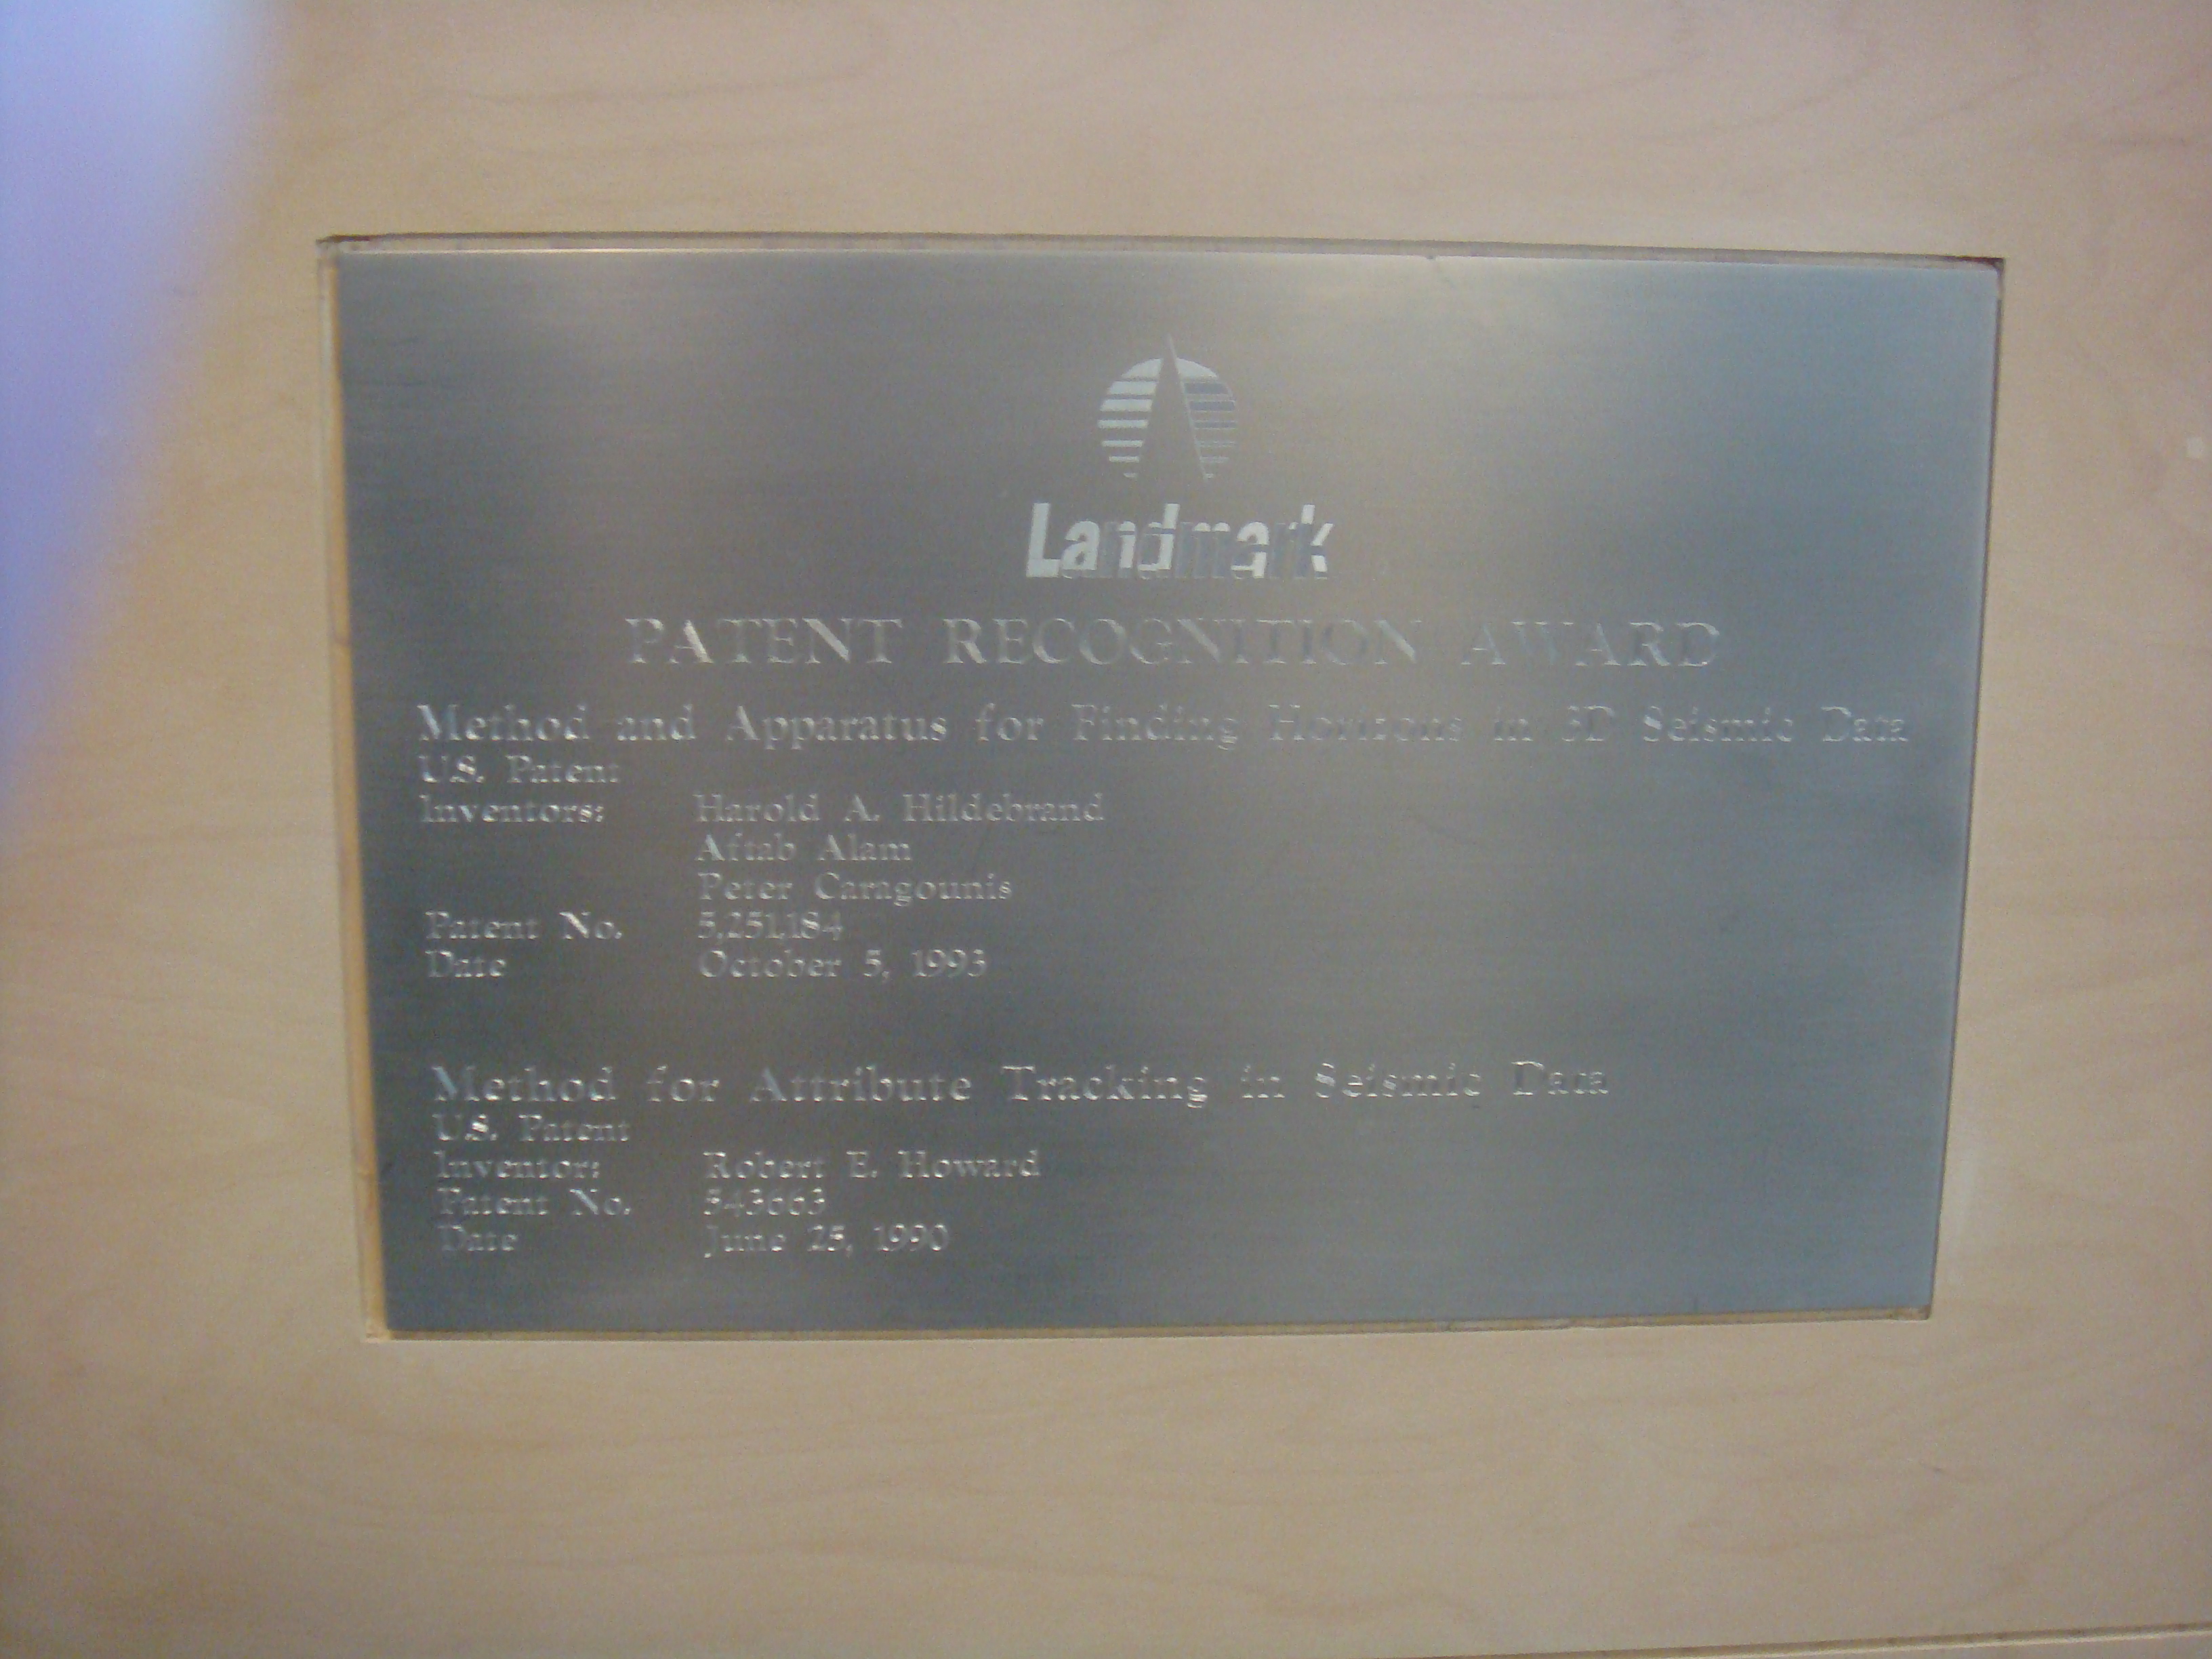 Landmark
PATENT RECOGNITION AWARD
Method and Apparatus for Finding Horizons in 3D Seismic Data
U.S. Patent
Inventors: Harold A. Hildebrand
Aftab Alam
Peter Caragounis
Patent No. 5,251,184
Date October 5, 1993
Method for Attribute Tracking in Seismic Data
U.S. Patent
Inventor: Robert E. Howard
Patent No. 543663
Date June 25, 1990